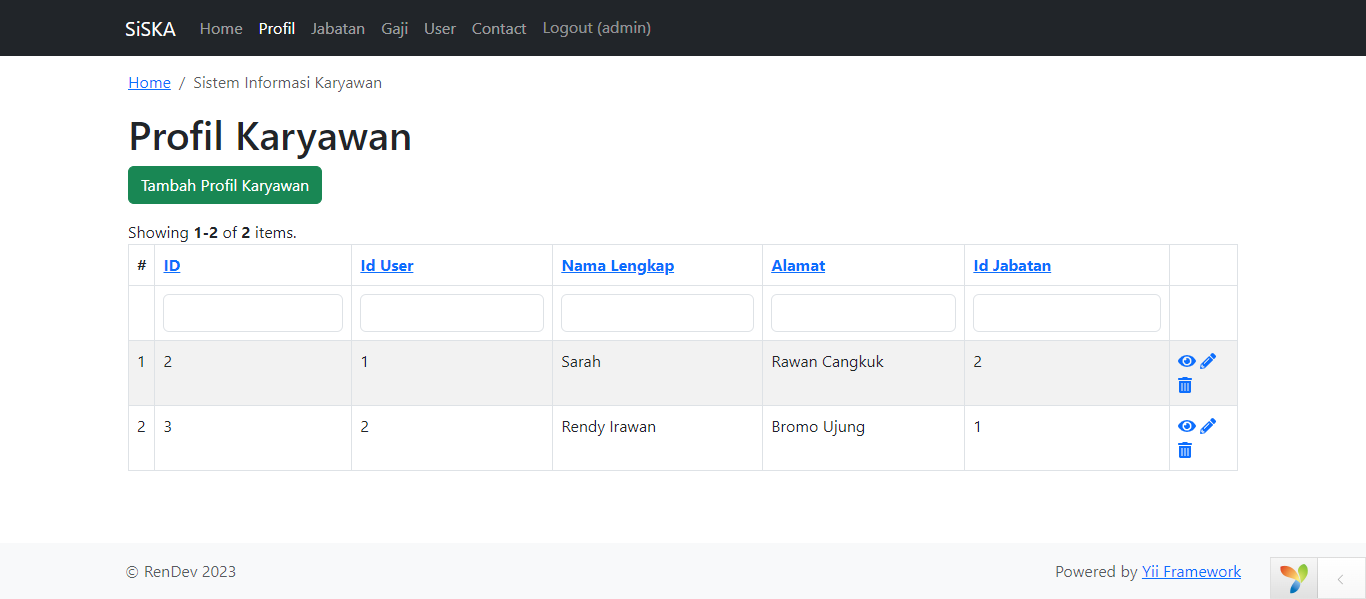 SiSKA Home Profil Jabatan Gaji User Contact Logout (admin)
Home / Sistem Informasi Karyawan
Profil Karyawan
Tambah Profil Karyawan
Showing 1-2 of 2 items.
# ID Id User Nama Lengkap Alamat Id Jabatan
1 2 1 Sarah Rawan Cangkuk 2
2 3 2 Rendy Irawan Bromo Ujung 1
© RenDev 2023 Powered by Yii Framework